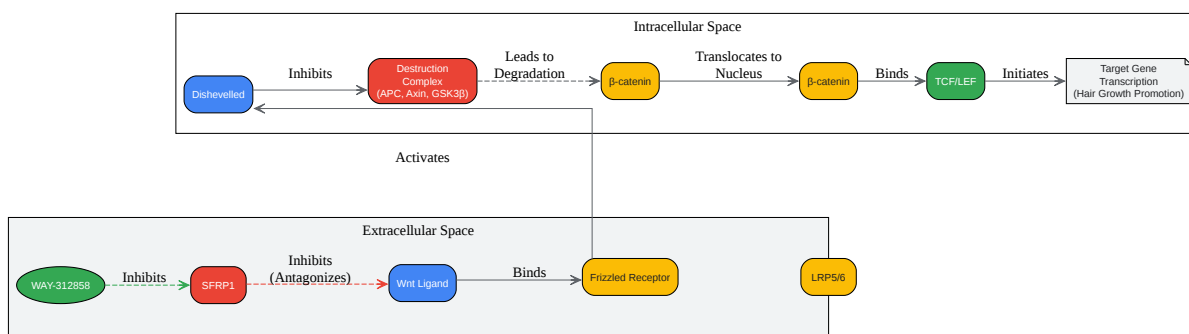 Intracellular Space
Dishevelled
Inhibits
Destruction
Complex
(APC, Axin, GSK3β)
Leads to
Degradation
β-catenin
Translocates to
Nucleus
β-catenin
Binds
TCF/LEF
Initiates
Target Gene
Transcription
(Hair Growth Promotion)
Activates
Extracellular Space
WAY-312858
Inhibits
SFRP1
Inhibits
(Antagonizes)
Wnt Ligand
Binds
Frizzled Receptor
LRP5/6